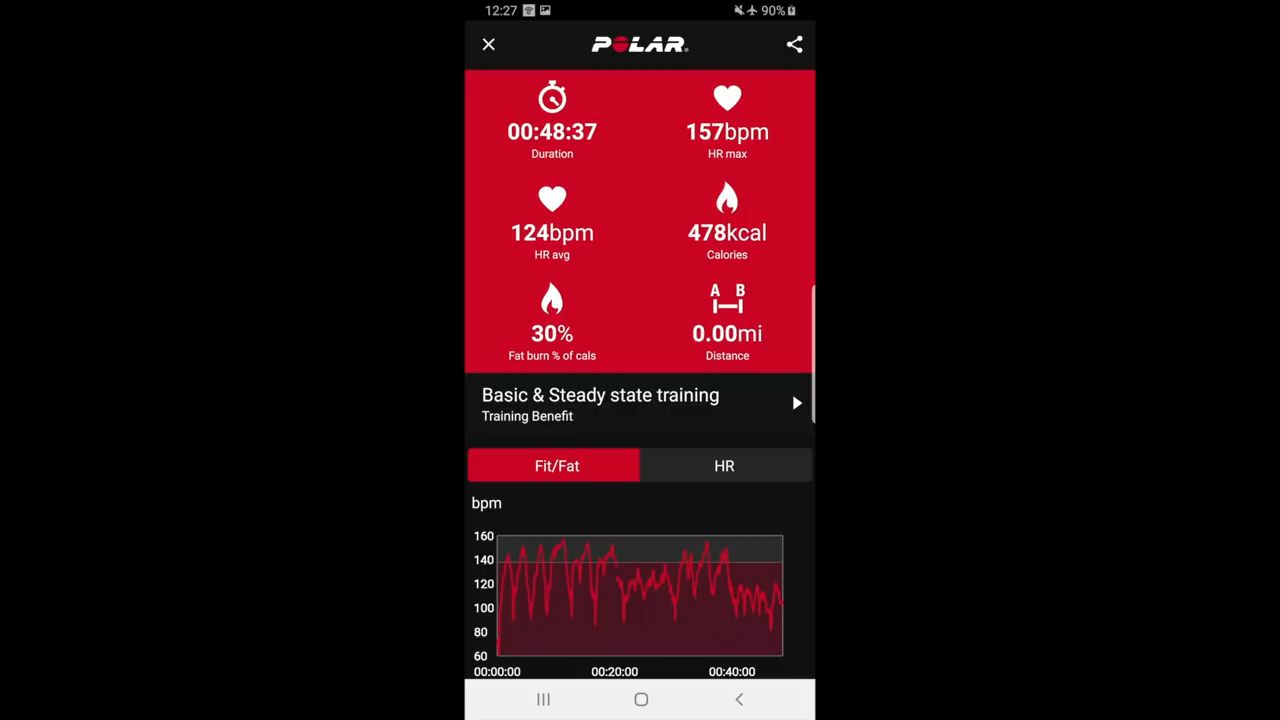 12:27 90%
POLAR
00:48:37 157bpm
Duration HR max
124bpm 478kcal
HR avg Calories
A B
30% 0.00mi
Fat burn % of cals Distance
Basic & Steady state training
Training Benefit
Fit/Fat HR
bpm
160
140
120
100
80
60
00:00:00 00:20:00 00:40:00